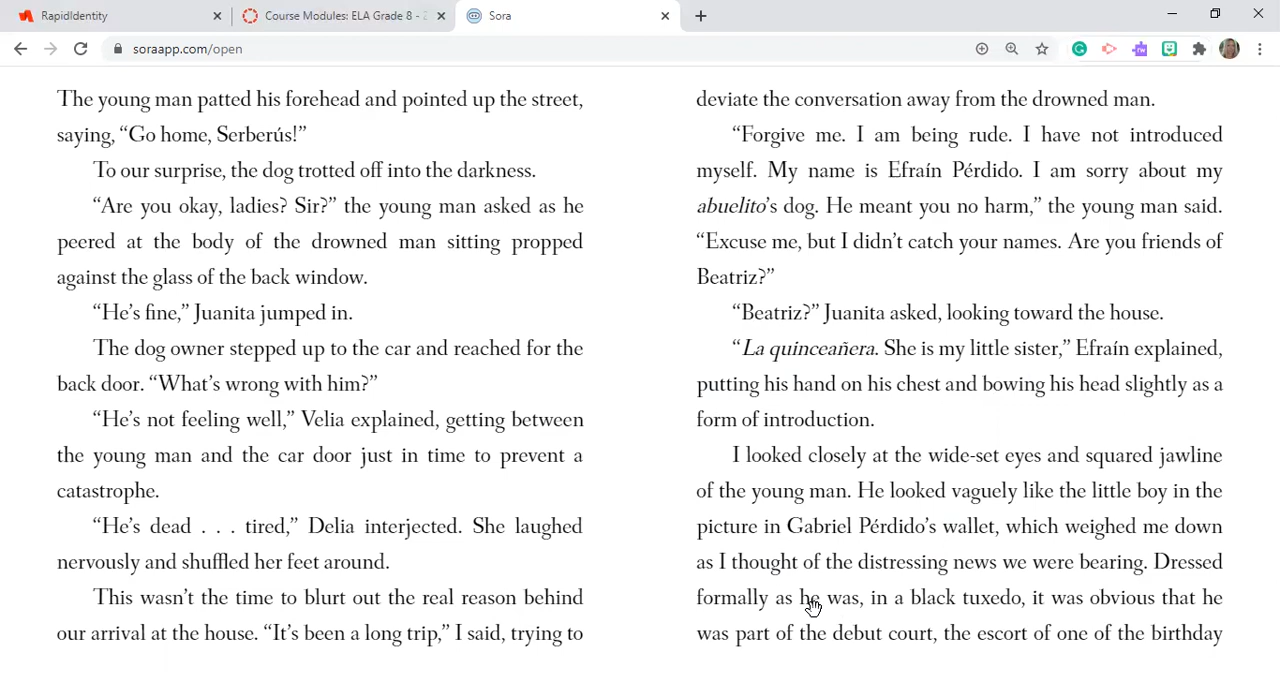 RapidIdentity
Course Modules: ELA Grade 8 -
Sora
soraapp.com/open
The young man patted his forehead and pointed up the street,
saying, “Go home, Serberús!”
To our surprise, the dog trotted off into the darkness.
“Are you okay, ladies? Sir?” the young man asked as he
peered at the body of the drowned man sitting propped
against the glass of the back window.
“He’s fine,” Juanita jumped in.
The dog owner stepped up to the car and reached for the
back door. “What’s wrong with him?”
“He’s not feeling well,” Velia explained, getting between
the young man and the car door just in time to prevent a
catastrophe.
“He’s dead . . . tired,” Delia interjected. She laughed
nervously and shuffled her feet around.
This wasn’t the time to blurt out the real reason behind
our arrival at the house. “It’s been a long trip,” I said, trying to
deviate the conversation away from the drowned man.
“Forgive me. I am being rude. I have not introduced
myself. My name is Efraín Pérdido. I am sorry about my
abuelito’s dog. He meant you no harm,” the young man said.
“Excuse me, but I didn’t catch your names. Are you friends of
Beatriz?”
“Beatriz?” Juanita asked, looking toward the house.
“La quinceañera. She is my little sister,” Efraín explained,
putting his hand on his chest and bowing his head slightly as a
form of introduction.
I looked closely at the wide-set eyes and squared jawline
of the young man. He looked vaguely like the little boy in the
picture in Gabriel Pérdido’s wallet, which weighed me down
as I thought of the distressing news we were bearing. Dressed
formally as he was, in a black tuxedo, it was obvious that he
was part of the debut court, the escort of one of the birthday